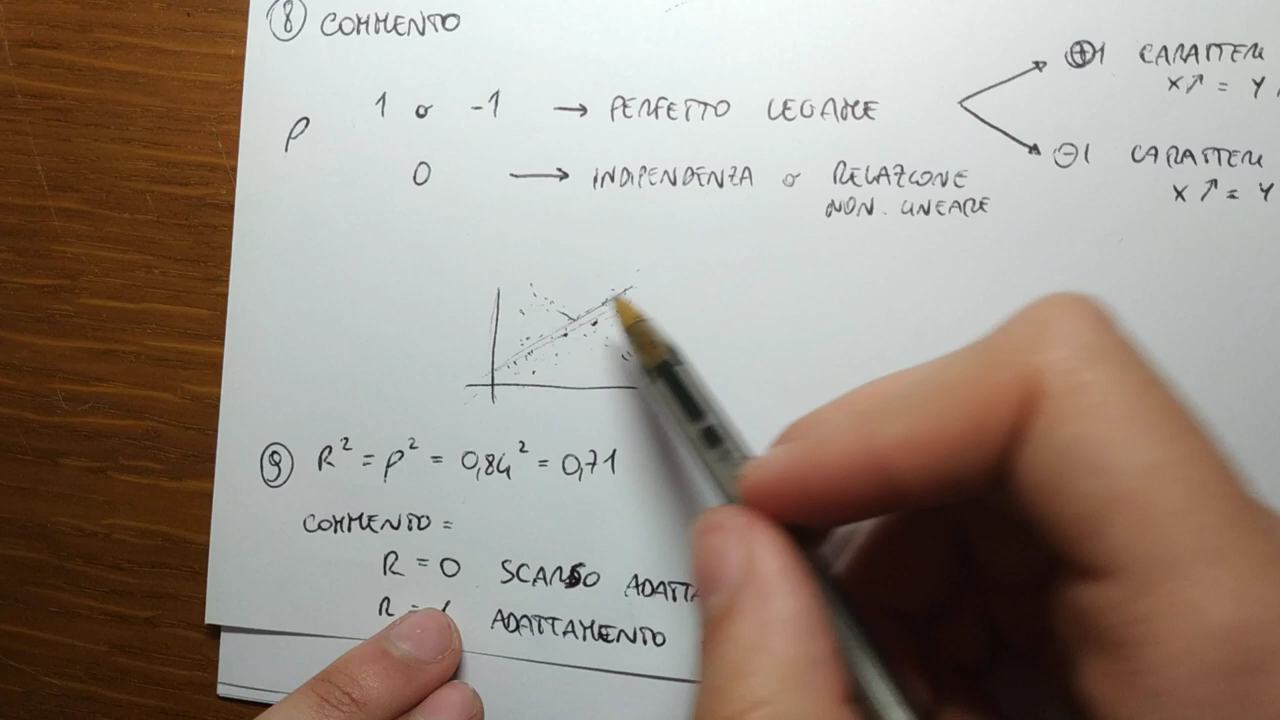 8 COMMENTO
1 o -1 → PERFETTO LEGAME
ρ
0 → INDIPENDENZA o RELAZIONE
NON. LINEARE
⊕1 CARATTERI
X↗ = Y
⊖1 CARATTERI
X ↗ = Y
9 R² = ρ² = 0,84² = 0,71
COMMENTO =
R = 0 SCARSO ADATTA
R = ADATTAMENTO